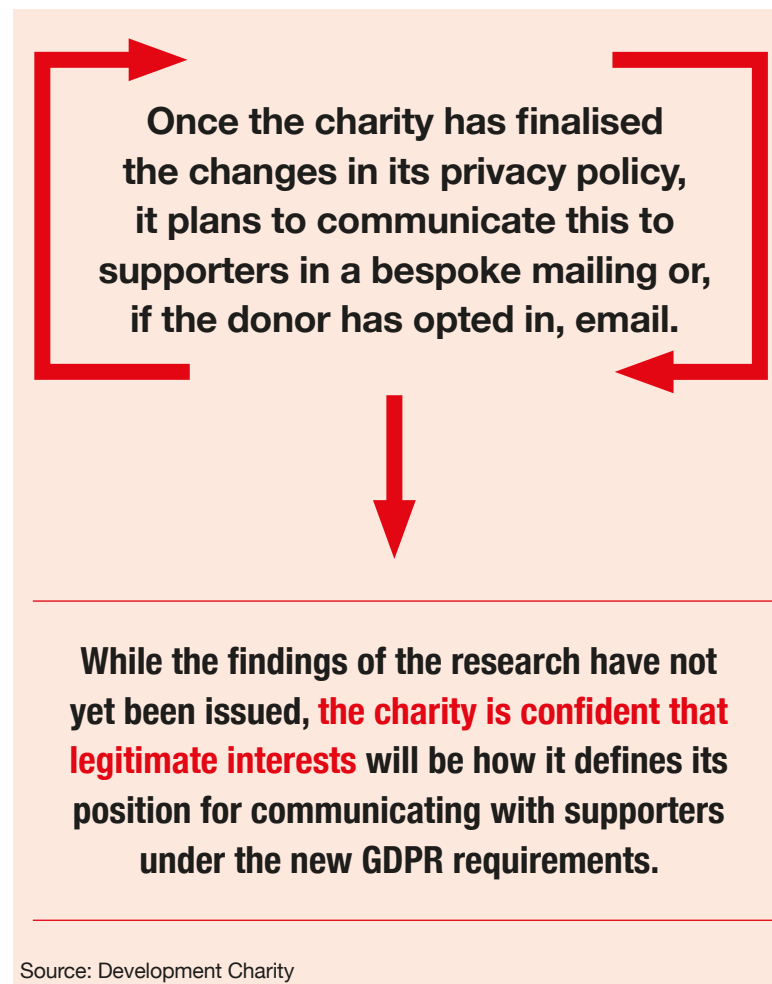 Once the charity has finalised
the changes in its privacy policy,
it plans to communicate this to
supporters in a bespoke mailing or,
if the donor has opted in, email.
While the findings of the research have not
yet been issued, the charity is confident that
legitimate interests will be how it defines its
position for communicating with supporters
under the new GDPR requirements.
Source: Development Charity